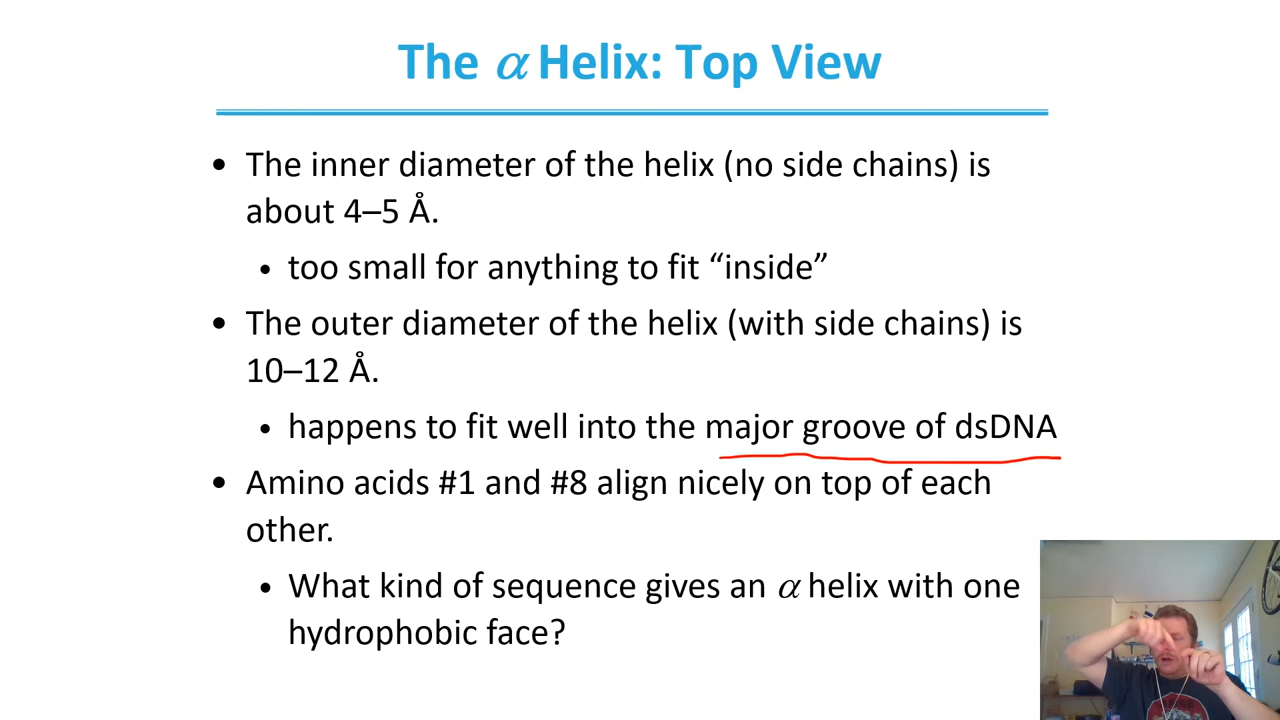 The α Helix: Top View
• The inner diameter of the helix (no side chains) is
about 4–5 Å.
• too small for anything to fit “inside”
• The outer diameter of the helix (with side chains) is
10–12 Å.
• happens to fit well into the major groove of dsDNA
• Amino acids #1 and #8 align nicely on top of each
other.
• What kind of sequence gives an α helix with one
hydrophobic face?